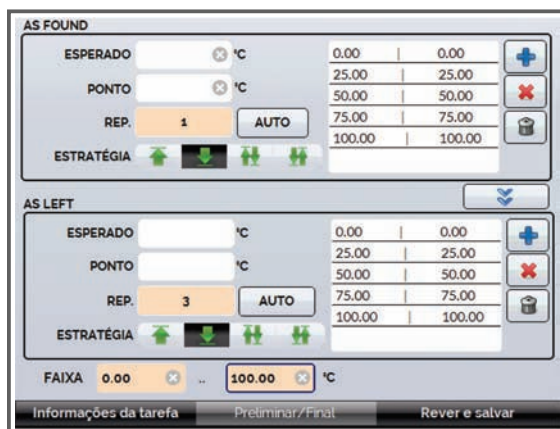 AS FOUND
ESPERADO °C
PONTO °C
REP. 1 AUTO
ESTRATÉGIA
0.00 | 0.00
25.00 | 25.00
50.00 | 50.00
75.00 | 75.00
100.00 | 100.00
AS LEFT
ESPERADO °C
PONTO °C
REP. 3 AUTO
ESTRATÉGIA
0.00 | 0.00
25.00 | 25.00
50.00 | 50.00
75.00 | 75.00
100.00 | 100.00
FAIXA 0.00 .. 100.00 °C
Informações da tarefa Preliminar/Final Rever e salvar